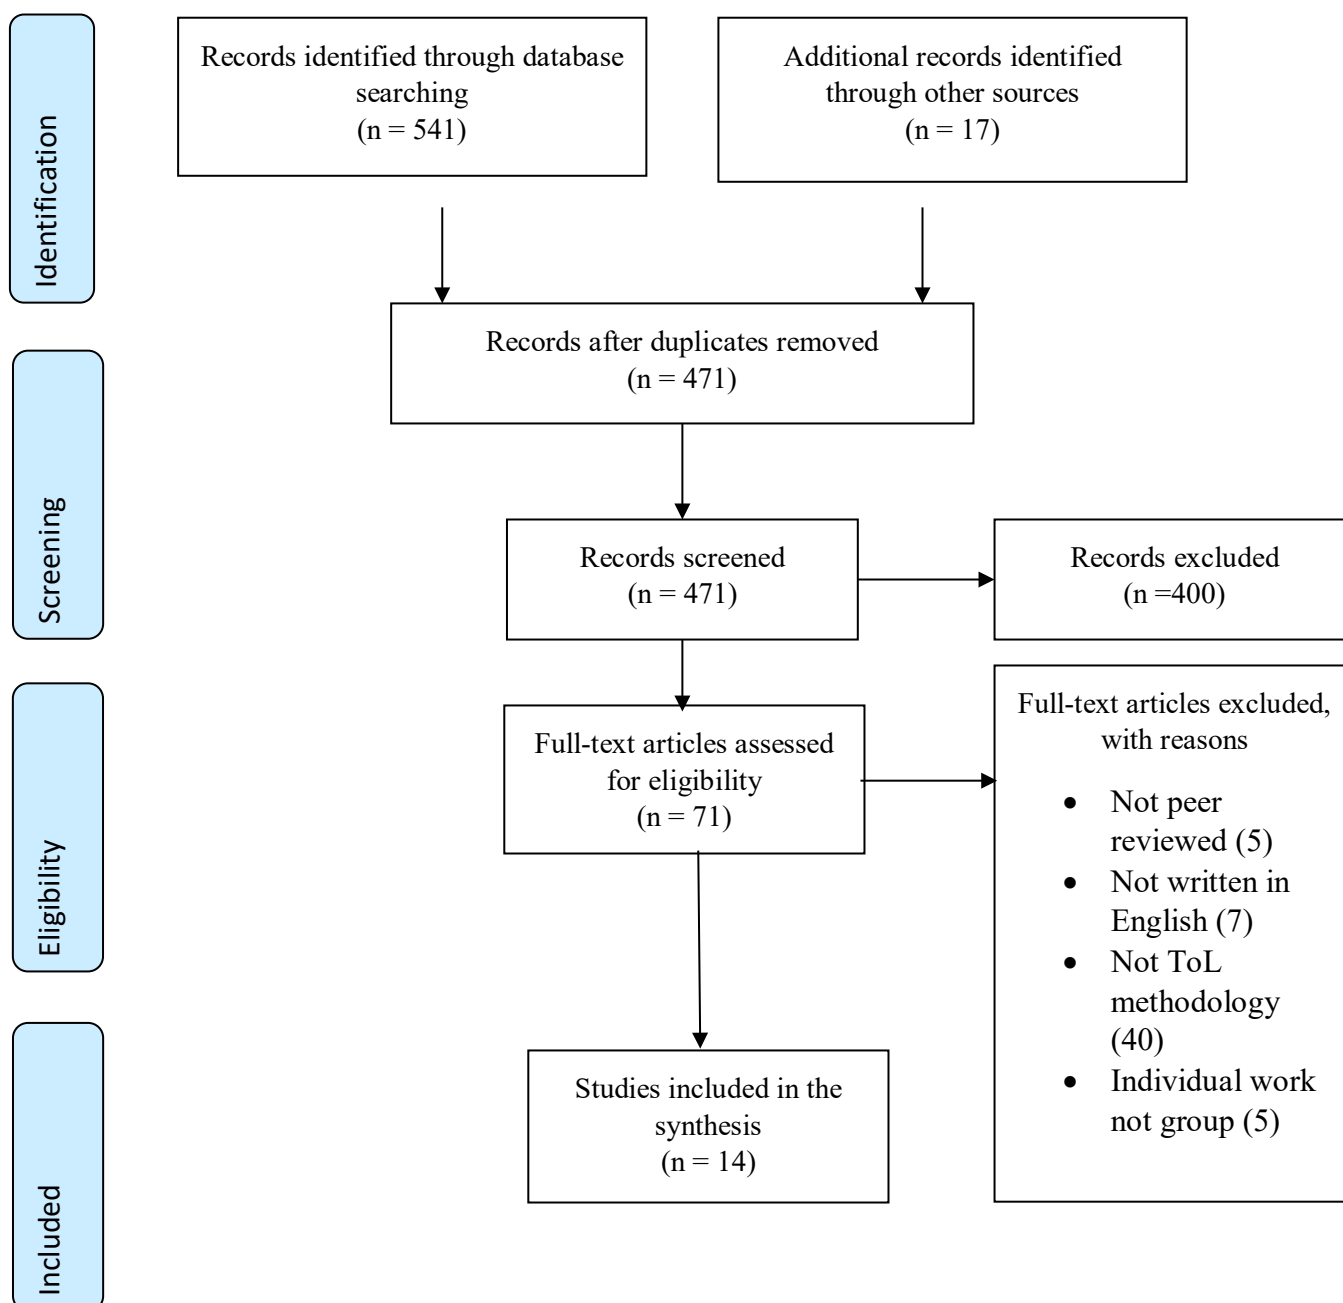 Identification
Records identified through database
searching
(n = 541)
Additional records identified
through other sources
(n = 17)
Records after duplicates removed
(n = 471)
Screening
Records screened
(n = 471)
Records excluded
(n =400)
Eligibility
Full-text articles assessed
for eligibility
(n = 71)
Full-text articles excluded,
with reasons
• Not peer
reviewed (5)
• Not written in
English (7)
• Not ToL
methodology
(40)
• Individual work
not group (5)
Included
Studies included in the
synthesis
(n = 14)